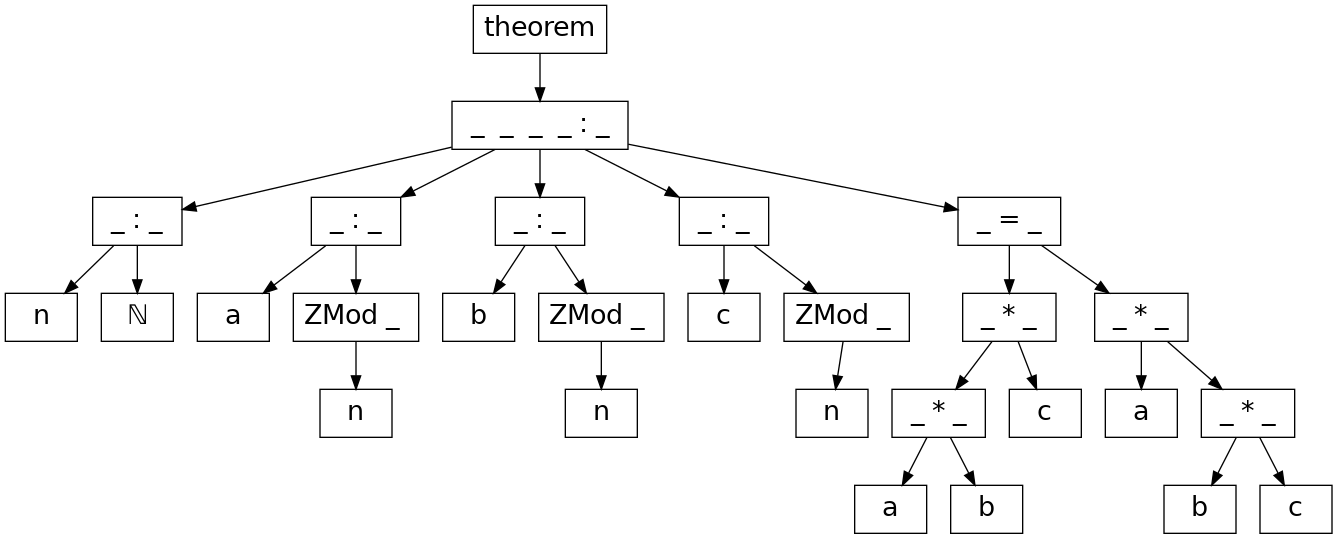 theorem
_ _ _ _ : _
_ : _ _ : _ _ : _ _ : _ _ = _
n ℕ a ZMod _ b ZMod _ c ZMod _ _ * _ _ * _
n n n _ * _ c a _ * _
a b b c